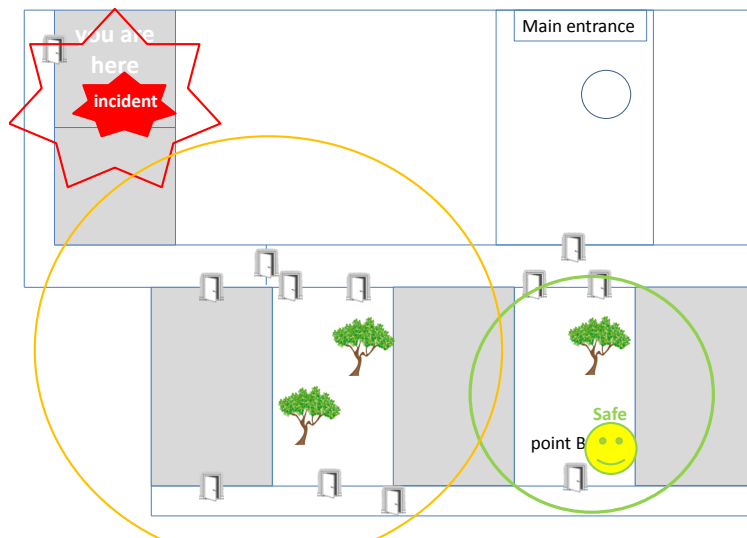 you are
here
incident
Main entrance
Safe
point B